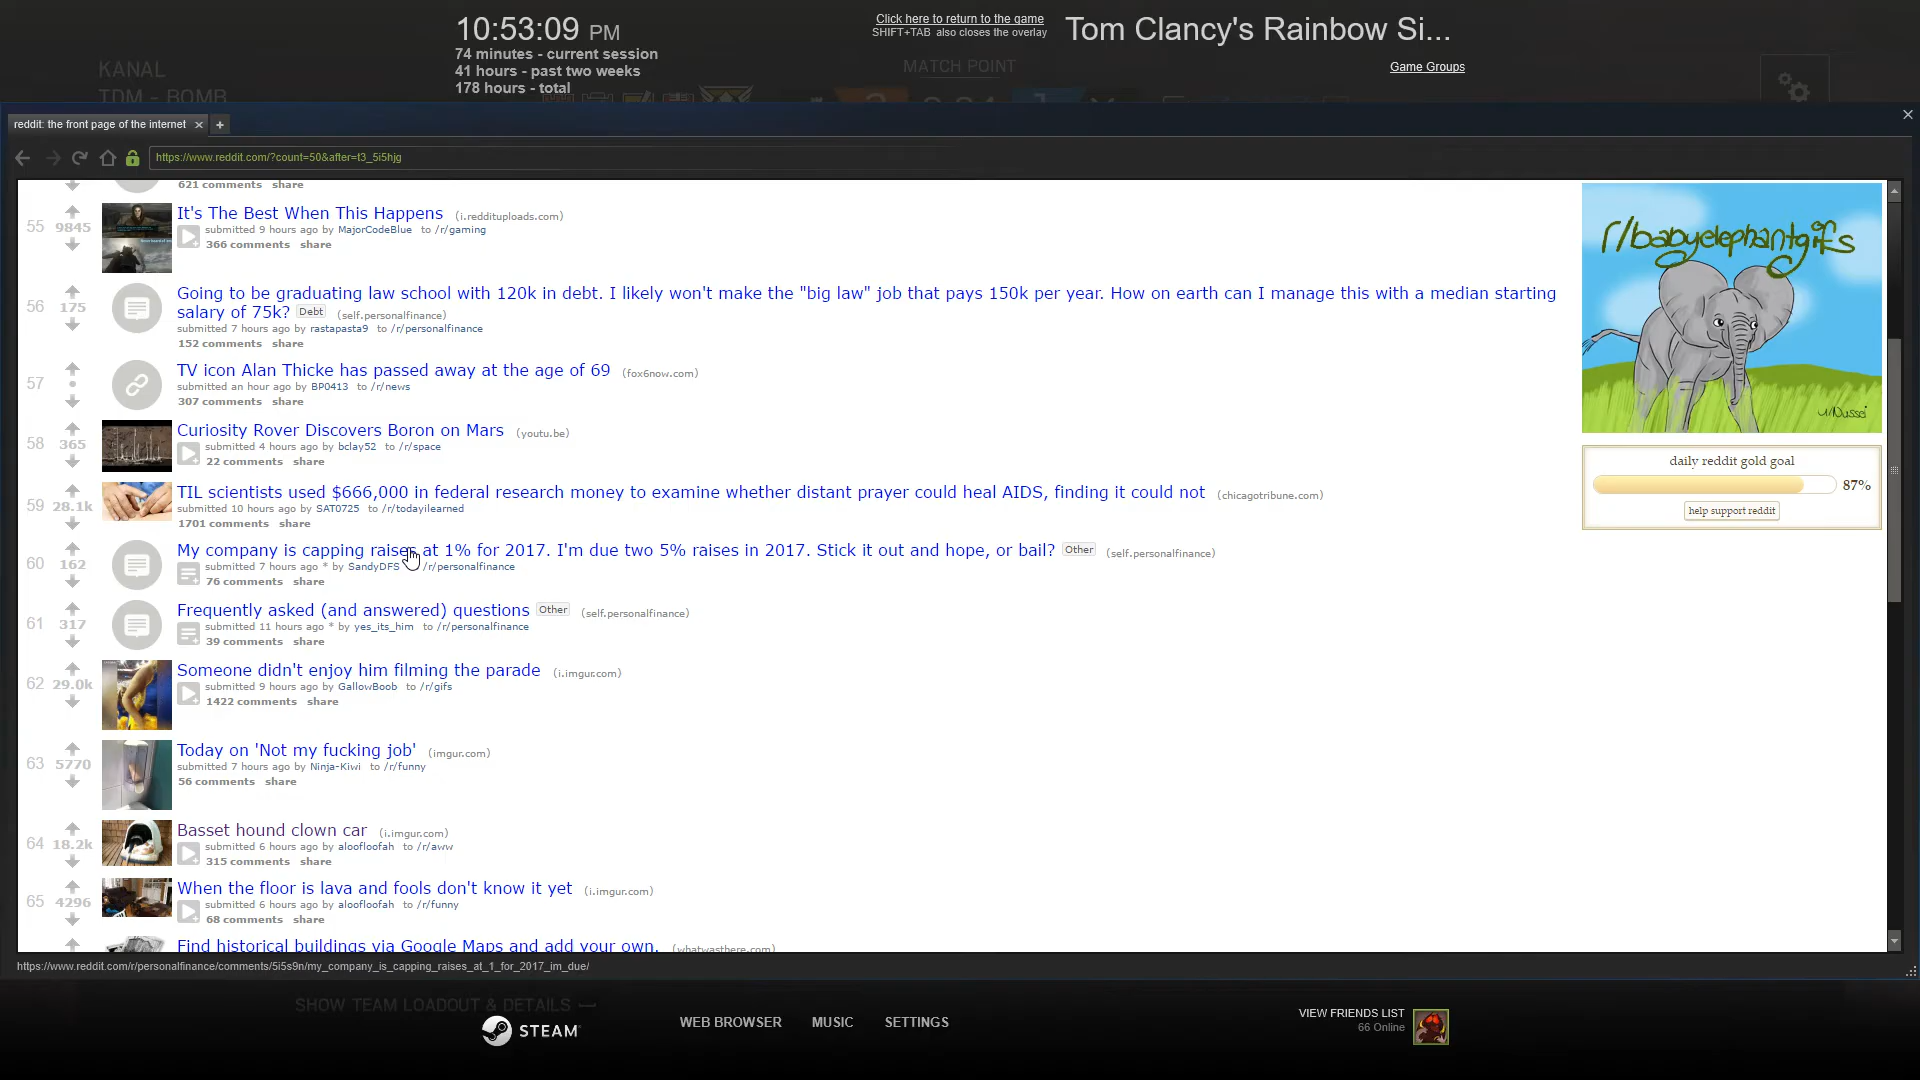 10:53:09 PM
74 minutes - current session
41 hours - past two weeks
178 hours - total
Click here to return to the game
SHIFT+TAB also closes the overlay
Tom Clancy's Rainbow Si...
Game Groups
KANAL
TDM - BOMB
MATCH POINT
reddit: the front page of the internet
https://www.reddit.com/?count=50&after=t3_5i5hjg
621 comments share
55 9845 It's The Best When This Happens (i.reddituploads.com)
submitted 9 hours ago by MajorCodeBlue to /r/gaming
366 comments share
56 175 Going to be graduating law school with 120k in debt. I likely won't make the "big law" job that pays 150k per year. How on earth can I manage this with a median starting
salary of 75k? Debt (self.personalfinance)
submitted 7 hours ago by rastapasta9 to /r/personalfinance
152 comments share
57 • TV icon Alan Thicke has passed away at the age of 69 (fox6now.com)
submitted an hour ago by BP0413 to /r/news
307 comments share
58 365 Curiosity Rover Discovers Boron on Mars (youtu.be)
submitted 4 hours ago by bclay52 to /r/space
22 comments share
59 28.1k TIL scientists used $666,000 in federal research money to examine whether distant prayer could heal AIDS, finding it could not (chicagotribune.com)
submitted 10 hours ago by SAT0725 to /r/todayilearned
1701 comments share
60 162 My company is capping raises at 1% for 2017. I'm due two 5% raises in 2017. Stick it out and hope, or bail? Other (self.personalfinance)
submitted 7 hours ago * by SandyDFS /r/personalfinance
76 comments share
61 317 Frequently asked (and answered) questions Other (self.personalfinance)
submitted 11 hours ago * by yes_its_him to /r/personalfinance
39 comments share
62 29.0k Someone didn't enjoy him filming the parade (i.imgur.com)
submitted 9 hours ago by GallowBoob to /r/gifs
1422 comments share
63 5770 Today on 'Not my fucking job' (imgur.com)
submitted 7 hours ago by Ninja-Kiwi to /r/funny
56 comments share
64 18.2k Basset hound clown car (i.imgur.com)
submitted 6 hours ago by aloofloofah to /r/aww
315 comments share
65 4296 When the floor is lava and fools don't know it yet (i.imgur.com)
submitted 6 hours ago by aloofloofah to /r/funny
68 comments share
Find historical buildings via Google Maps and add your own. (whatwasthere.com)
r/babyelephantgifs
u/Nussei
daily reddit gold goal
87%
help support reddit
https://www.reddit.com/r/personalfinance/comments/5i5s9n/my_company_is_capping_raises_at_1_for_2017_im_due/
SHOW TEAM LOADOUT & DETAILS
STEAM
WEB BROWSER MUSIC SETTINGS
VIEW FRIENDS LIST
66 Online